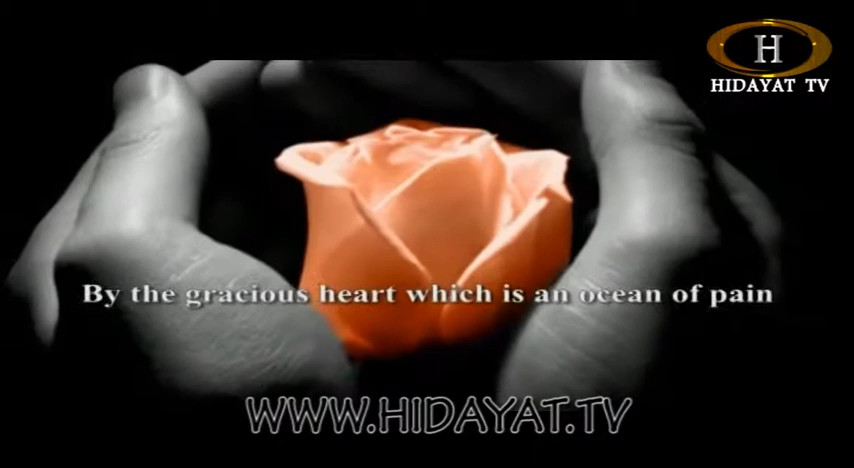 H
HIDAYAT TV
By the gracious heart which is an ocean of pain
WWW.HIDAYAT.TV